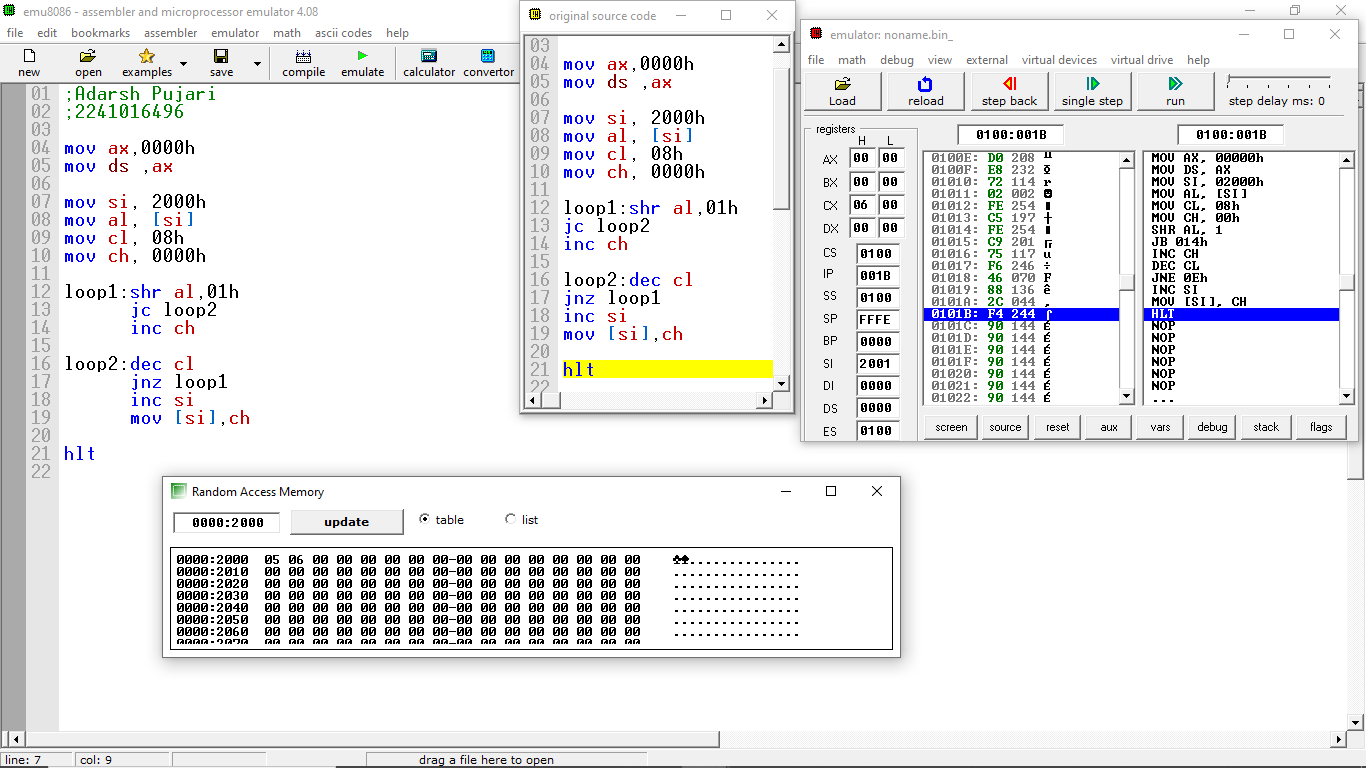 emu8086 - assembler and microprocessor emulator 4.08
file edit bookmarks assembler emulator math ascii codes help
new open examples save compile emulate calculator convertor
01 ;Adarsh Pujari
02 ;2241016496
03
04 mov ax,0000h
05 mov ds ,ax
06
07 mov si, 2000h
08 mov al, [si]
09 mov cl, 08h
10 mov ch, 0000h
11
12 loop1:shr al,01h
13 jc loop2
14 inc ch
15
16 loop2:dec cl
17 jnz loop1
18 inc si
19 mov [si],ch
20
21 hlt
22
original source code
03
04 mov ax,0000h
05 mov ds ,ax
06
07 mov si, 2000h
08 mov al, [si]
09 mov cl, 08h
10 mov ch, 0000h
11
12 loop1:shr al,01h
13 jc loop2
14 inc ch
15
16 loop2:dec cl
17 jnz loop1
18 inc si
19 mov [si],ch
20
21 hlt
22
emulator: noname.bin_
file math debug view external virtual devices virtual drive help
Load reload step back single step run step delay ms: 0
registers
H L
AX 00 00
BX 00 00
CX 06 00
DX 00 00
CS 0100
IP 001B
SS 0100
SP FFFE
BP 0000
SI 2001
DI 0000
DS 0000
ES 0100
0100:001B
0100E: D0 208 ╨
0100F: E8 232
01010: 72 114 r
01011: 02 002 ☻
01012: FE 254 ■
01013: C5 197 ┼
01014: FE 254 ■
01015: C9 201 ╔
01016: 75 117 u
01017: F6 246 ÷
01018: 46 070 F
01019: 88 136 ê
0101A: 2C 044 ,
0101B: F4 244 ⌠
0101C: 90 144 É
0101D: 90 144 É
0101E: 90 144 É
0101F: 90 144 É
01020: 90 144 É
01021: 90 144 É
01022: 90 144 É
0100:001B
MOV AX, 00000h
MOV DS, AX
MOV SI, 02000h
MOV AL, [SI]
MOV CL, 08h
MOV CH, 00h
SHR AL, 1
JB 014h
INC CH
DEC CL
JNE 0Eh
INC SI
MOV [SI], CH
HLT
NOP
NOP
NOP
NOP
NOP
NOP
...
screen source reset aux vars debug stack flags
Random Access Memory
0000:2000 update table list
0000:2000 05 06 00 00 00 00 00 00-00 00 00 00 00 00 00 00 ♣♠..............
0000:2010 00 00 00 00 00 00 00 00-00 00 00 00 00 00 00 00 ................
0000:2020 00 00 00 00 00 00 00 00-00 00 00 00 00 00 00 00 ................
0000:2030 00 00 00 00 00 00 00 00-00 00 00 00 00 00 00 00 ................
0000:2040 00 00 00 00 00 00 00 00-00 00 00 00 00 00 00 00 ................
0000:2050 00 00 00 00 00 00 00 00-00 00 00 00 00 00 00 00 ................
0000:2060 00 00 00 00 00 00 00 00-00 00 00 00 00 00 00 00 ................
0000:2070 00 00 00 00 00 00 00 00-00 00 00 00 00 00 00 00
line: 7 col: 9 drag a file here to open